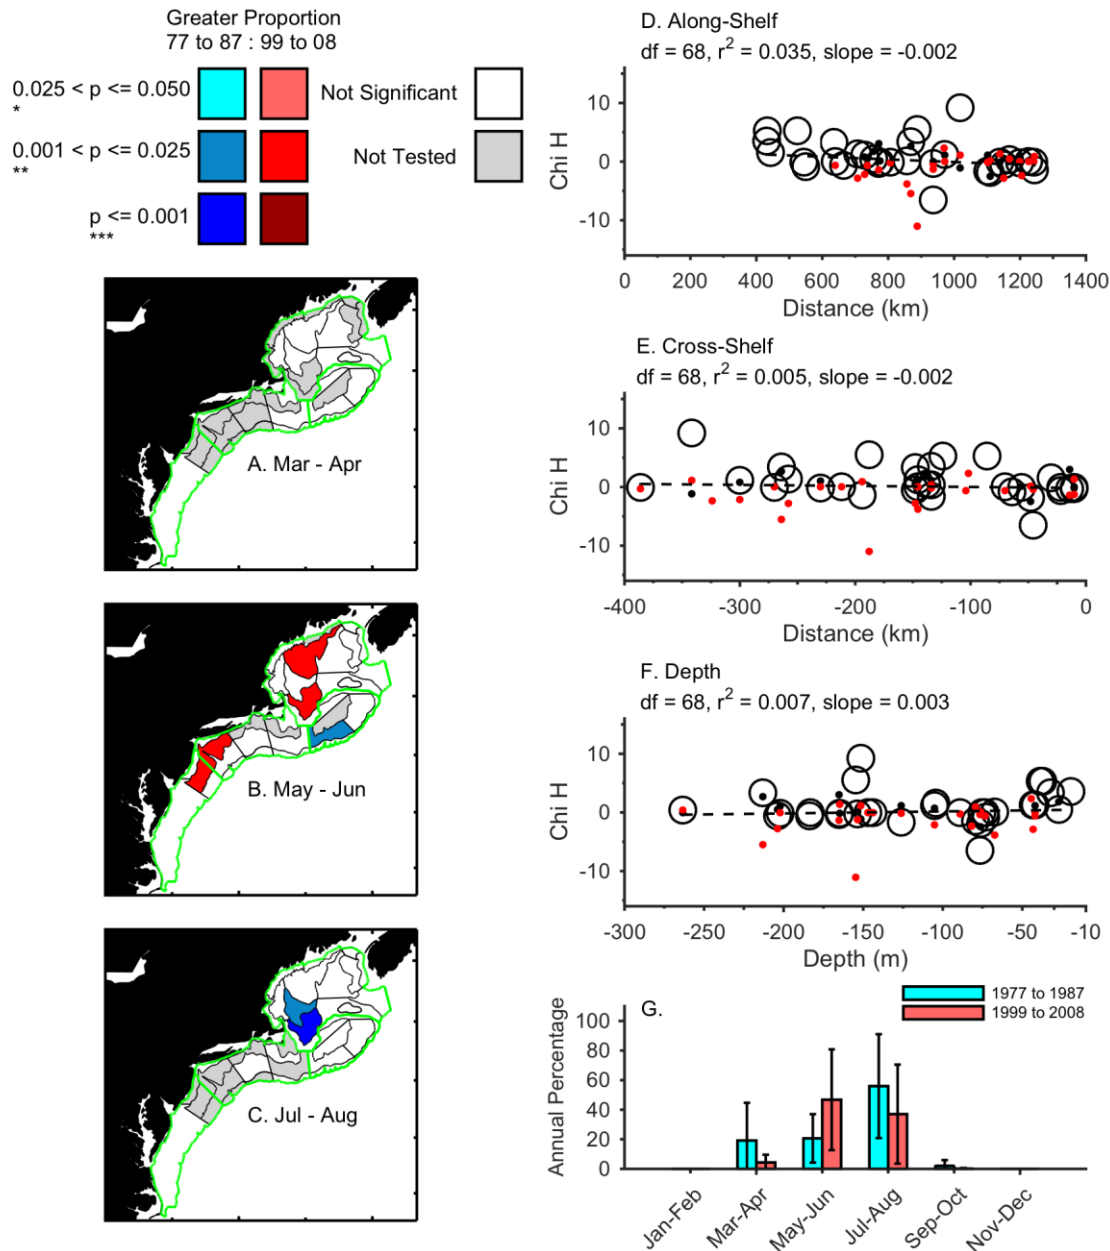 Greater Proportion
77 to 87 : 99 to 08
0.025 < p <= 0.050
*
0.001 < p <= 0.025
**
p <= 0.001
***
Not Significant
Not Tested
A. Mar - Apr
B. May - Jun
C. Jul - Aug
D. Along-Shelf
df = 68, r² = 0.035, slope = -0.002
Chi H
10
0
-10
0 200 400 600 800 1000 1200 1400
Distance (km)
E. Cross-Shelf
df = 68, r² = 0.005, slope = -0.002
Chi H
10
0
-10
-400 -300 -200 -100 0
Distance (km)
F. Depth
df = 68, r² = 0.007, slope = 0.003
Chi H
10
0
-10
-300 -250 -200 -150 -100 -50 -10
Depth (m)
G.
1977 to 1987
1999 to 2008
Annual Percentage
100
80
60
40
20
0
Jan-Feb
Mar-Apr
May-Jun
Jul-Aug
Sep-Oct
Nov-Dec